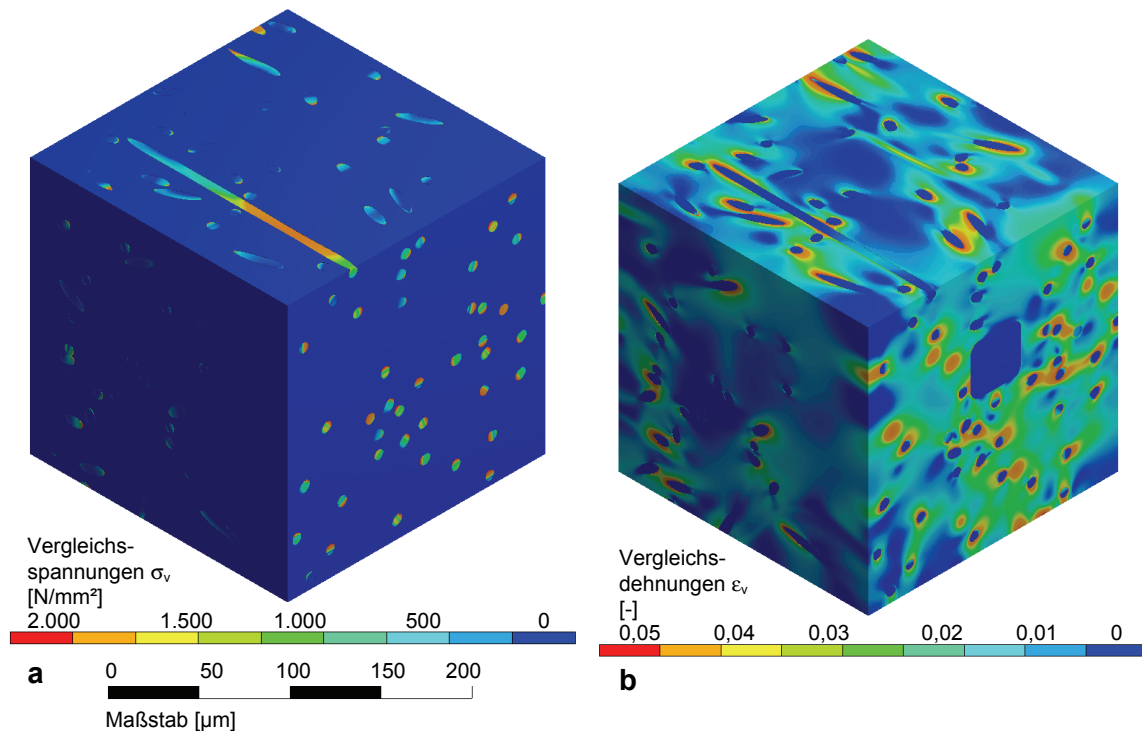 Vergleichs-
spannungen σᵥ
[N/mm²]
2.000 1.500 1.000 500 0
a
0 50 100 150 200
Maßstab [µm]
Vergleichs-
dehnungen εᵥ
[-]
0,05 0,04 0,03 0,02 0,01 0
b